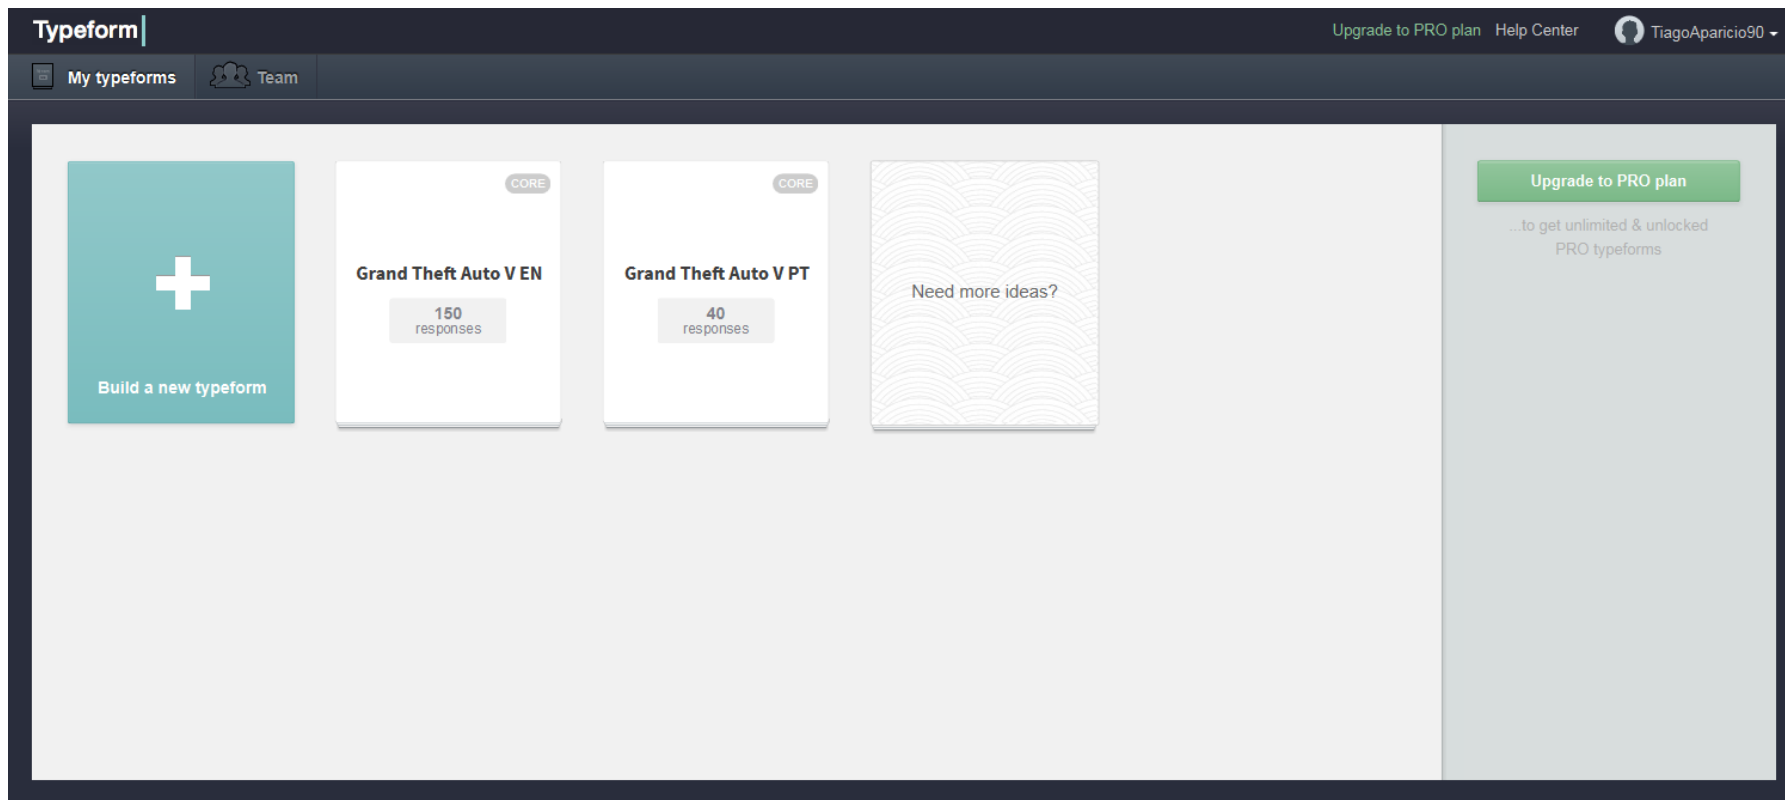 Typeform
Upgrade to PRO plan Help Center TiagoAparicio90
My typeforms Team
Build a new typeform
CORE
Grand Theft Auto V EN
150
responses
CORE
Grand Theft Auto V PT
40
responses
Need more ideas?
Upgrade to PRO plan
...to get unlimited & unlocked
PRO typeforms